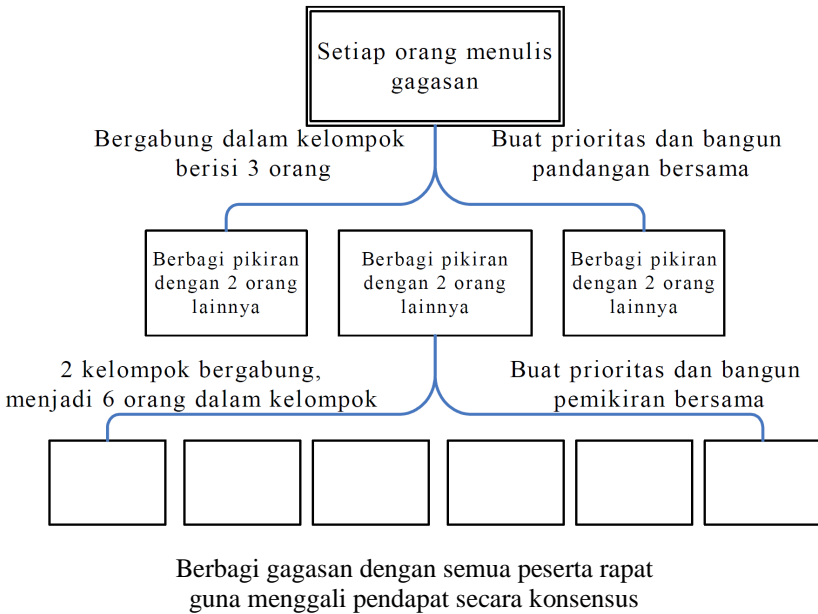 Setiap orang menulis
gagasan
Bergabung dalam kelompok
berisi 3 orang
Buat prioritas dan bangun
pandangan bersama
Berbagi pikiran
dengan 2 orang
lainnya
Berbagi pikiran
dengan 2 orang
lainnya
Berbagi pikiran
dengan 2 orang
lainnya
2 kelompok bergabung,
menjadi 6 orang dalam kelompok
Buat prioritas dan bangun
pemikiran bersama
Berbagi gagasan dengan semua peserta rapat
guna menggali pendapat secara konsensus